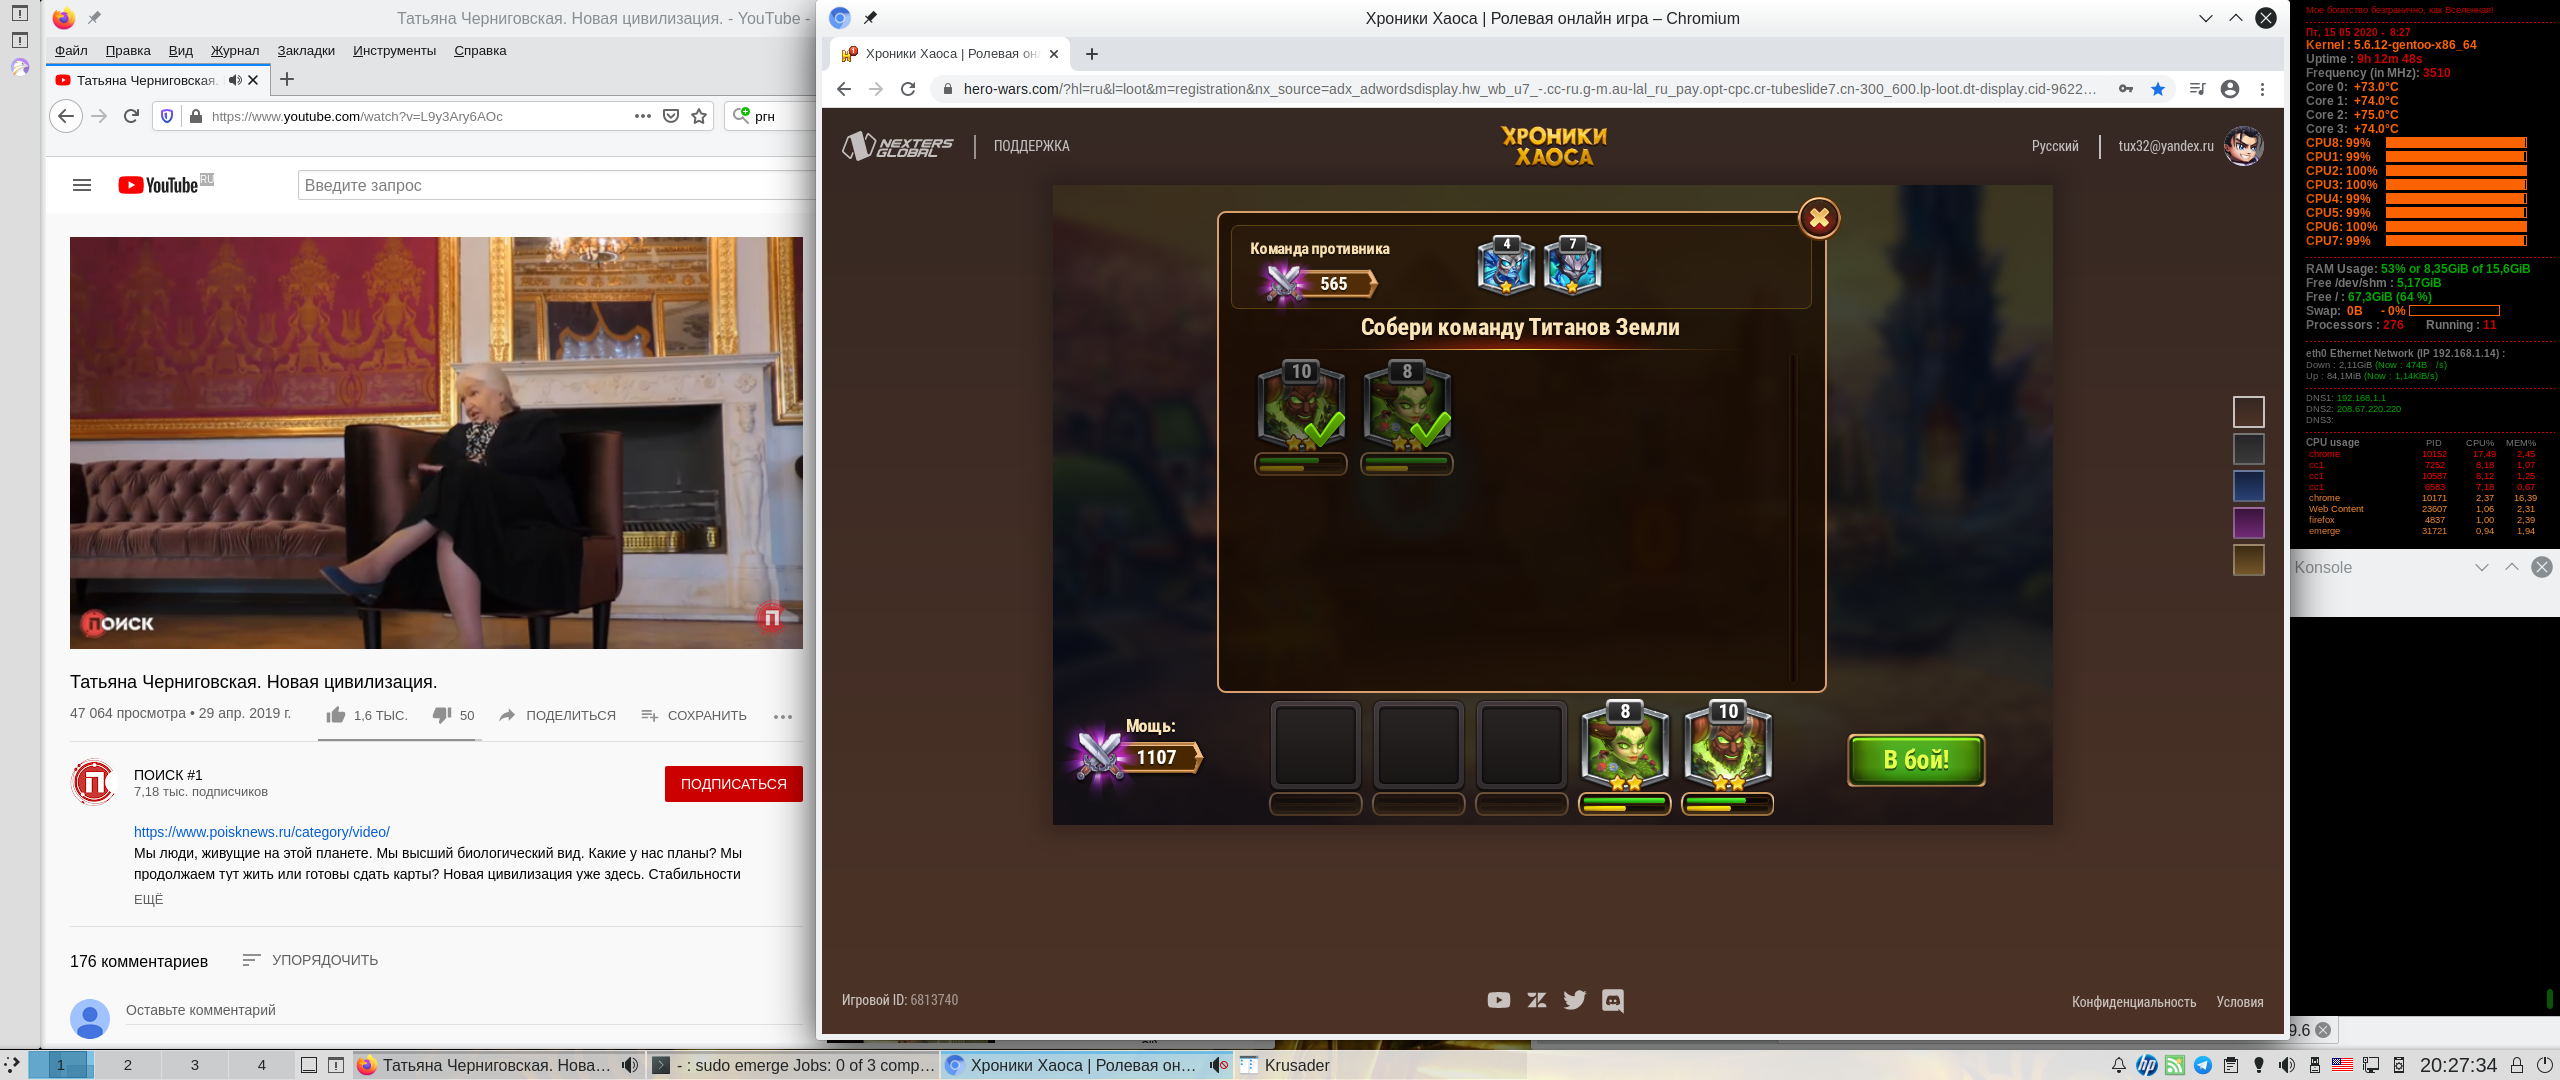 Татьяна Черниговская. Новая цивилизация. - YouTube -
Файл Правка Вид Журнал Закладки Инструменты Справка
Татьяна Черниговская.
https://www.youtube.com/watch?v=L9y3Ary6AOc
ргн
YouTube RU
Введите запрос
ПОИСК
Татьяна Черниговская. Новая цивилизация.
47 064 просмотра • 29 апр. 2019 г.
1,6 ТЫС. 50 ПОДЕЛИТЬСЯ СОХРАНИТЬ
ПОИСК #1
7,18 тыс. подписчиков
ПОДПИСАТЬСЯ
https://www.poisknews.ru/category/video/
Мы люди, живущие на этой планете. Мы высший биологический вид. Какие у нас планы? Мы
продолжаем тут жить или готовы сдать карты? Новая цивилизация уже здесь. Стабильности
ЕЩЁ
176 комментариев УПОРЯДОЧИТЬ
Оставьте комментарий
Хроники Хаоса | Ролевая онлайн игра – Chromium
Хроники Хаоса | Ролевая он
hero-wars.com/?hl=ru&l=loot&m=registration&nx_source=adx_adwordsdisplay.hw_wb_u7_-.cc-ru.g-m.au-lal_ru_pay.opt-cpc.cr-tubeslide7.cn-300_600.lp-loot.dt-display.cid-9622…
NEXTERS GLOBAL
ПОДДЕРЖКА
ХРОНИКИ ХАОСА
Русский
tux32@yandex.ru
Команда противника
565
4 7
Собери команду Титанов Земли
10 8
Мощь:
1107
8 10
В бой!
Игровой ID: 6813740
Конфиденциальность Условия
Мое богатство безгранично, как Вселенная!
Пт, 15 05 2020 - 8:27
Kernel : 5.6.12-gentoo-x86_64
Uptime : 9h 12m 48s
Frequency (in MHz): 3510
Core 0: +73.0°C
Core 1: +74.0°C
Core 2: +75.0°C
Core 3: +74.0°C
CPU8: 99%
CPU1: 99%
CPU2: 100%
CPU3: 100%
CPU4: 99%
CPU5: 99%
CPU6: 100%
CPU7: 99%
RAM Usage: 53% or 8,35GiB of 15,6GiB
Free /dev/shm : 5,17GiB
Free / : 67,3GiB (64 %)
Swap: 0B - 0%
Processors : 276 Running : 11
eth0 Ethernet Network (IP 192.168.1.14) :
Down : 2,11GiB (Now : 474B /s)
Up : 84,1MiB (Now : 1,14KiB/s)
DNS1: 192.168.1.1
DNS2: 208.67.220.220
DNS3:
CPU usage PID CPU% MEM%
chrome 10152 17,49 2,45
cc1 7252 8,18 1,07
cc1 10567 8,12 1,25
cc1 6583 7,18 0,67
chrome 10171 2,37 16,39
Web Content 23607 1,06 2,31
firefox 4837 1,00 2,39
emerge 31721 0,94 1,94
Konsole
9.6
1 2 3 4
Татьяна Черниговская. Нова…
- : sudo emerge Jobs: 0 of 3 comp…
Хроники Хаоса | Ролевая он…
Krusader
20:27:34